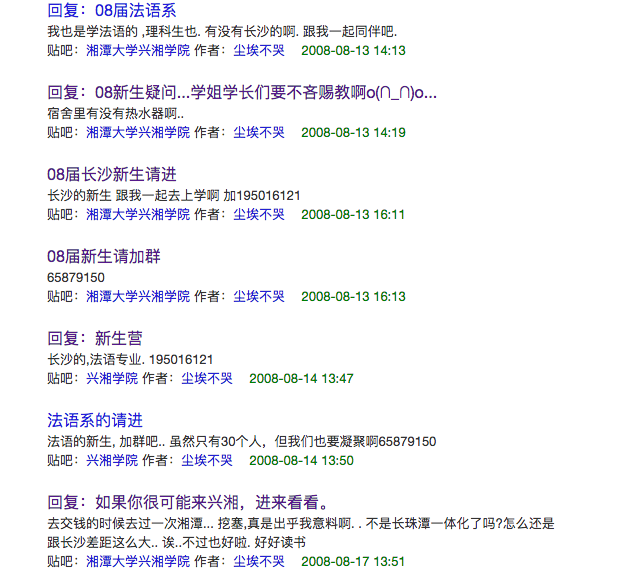 回复：08届法语系
我也是学法语的 ,理科生也. 有没有长沙的啊. 跟我一起同伴吧.
贴吧：湘潭大学兴湘学院 作者：尘埃不哭 2008-08-13 14:13
回复：08新生疑问...学姐学长们要不吝赐教啊o(∩_∩)o...
宿舍里有没有热水器啊..
贴吧：湘潭大学兴湘学院 作者：尘埃不哭 2008-08-13 14:19
08届长沙新生请进
长沙的新生 跟我一起去上学啊 加195016121
贴吧：湘潭大学兴湘学院 作者：尘埃不哭 2008-08-13 16:11
08届新生请加群
65879150
贴吧：湘潭大学兴湘学院 作者：尘埃不哭 2008-08-13 16:13
回复：新生营
长沙的,法语专业. 195016121
贴吧：兴湘学院 作者：尘埃不哭 2008-08-14 13:47
法语系的请进
法语的新生, 加群吧.. 虽然只有30个人，但我们也要凝聚啊65879150
贴吧：兴湘学院 作者：尘埃不哭 2008-08-14 13:50
回复：如果你很可能来兴湘，进来看看。
去交钱的时候去过一次湘潭... 挖塞,真是出乎我意料啊. . 不是长珠潭一体化了吗?怎么还是
跟长沙差距这么大.. 诶..不过也好啦. 好好读书
贴吧：湘潭大学兴湘学院 作者：尘埃不哭 2008-08-17 13:51